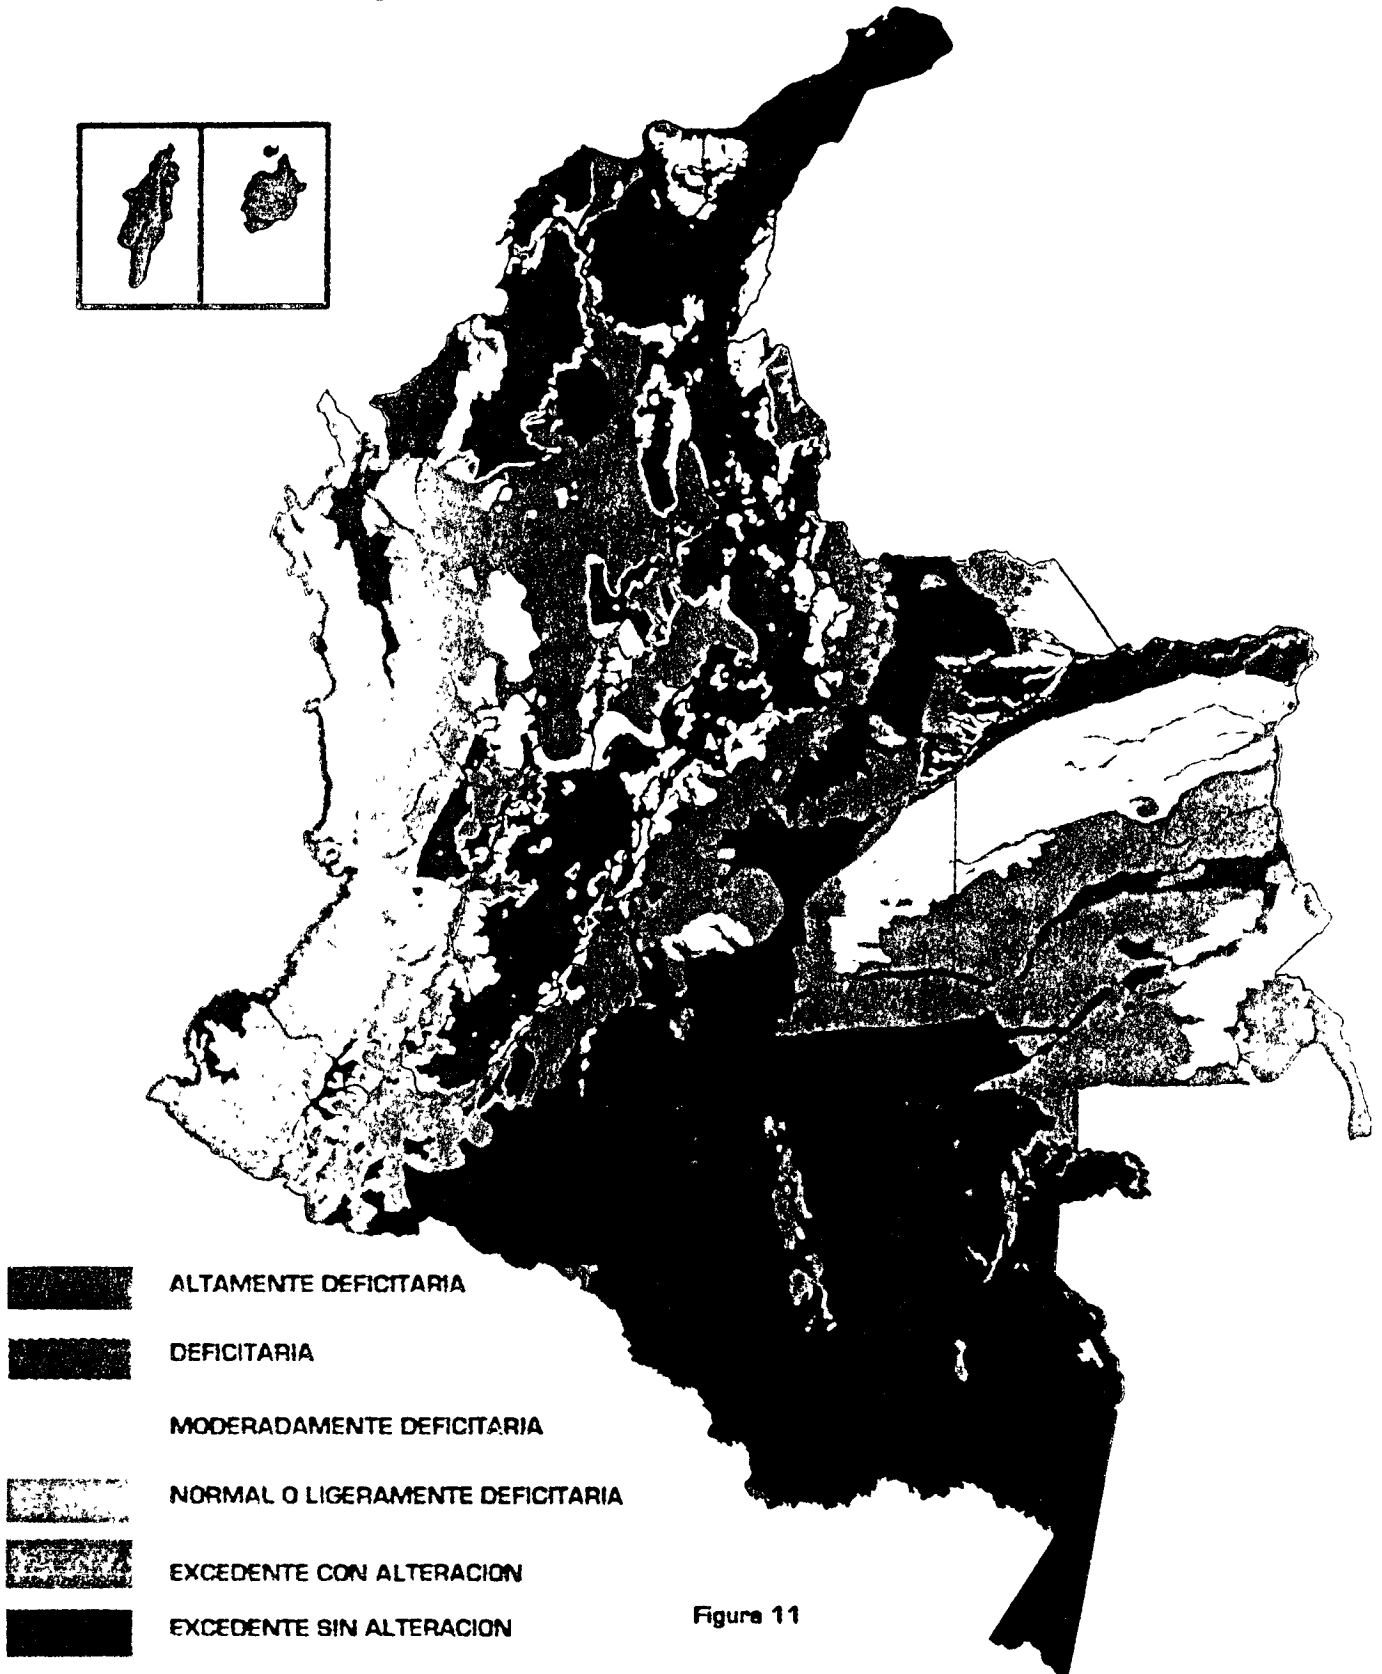 ALTAMENTE DEFICITARIA
DEFICITARIA
MODERADAMENTE DEFICITARIA
NORMAL O LIGERAMENTE DEFICITARIA
EXCEDENTE CON ALTERACION
EXCEDENTE SIN ALTERACION
Figura 11